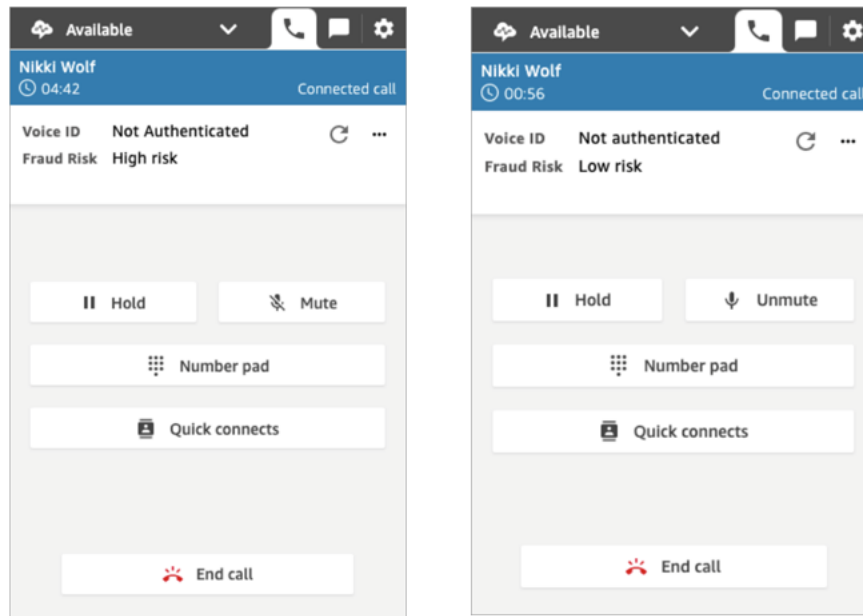 Available
Nikki Wolf
04:42 Connected call
Voice ID Not Authenticated
Fraud Risk High risk
Hold Mute
Number pad
Quick connects
End call
Available
Nikki Wolf
00:56 Connected call
Voice ID Not authenticated
Fraud Risk Low risk
Hold Unmute
Number pad
Quick connects
End call